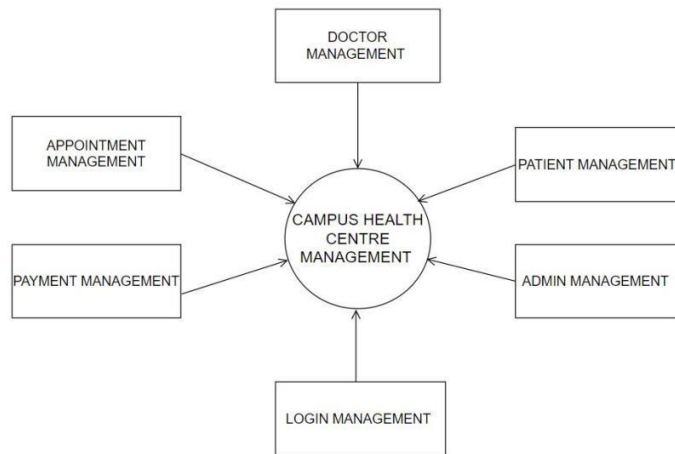 DOCTOR
MANAGEMENT
APPOINTMENT
MANAGEMENT
PATIENT MANAGEMENT
CAMPUS HEALTH
CENTRE
MANAGEMENT
PAYMENT MANAGEMENT
ADMIN MANAGEMENT
LOGIN MANAGEMENT